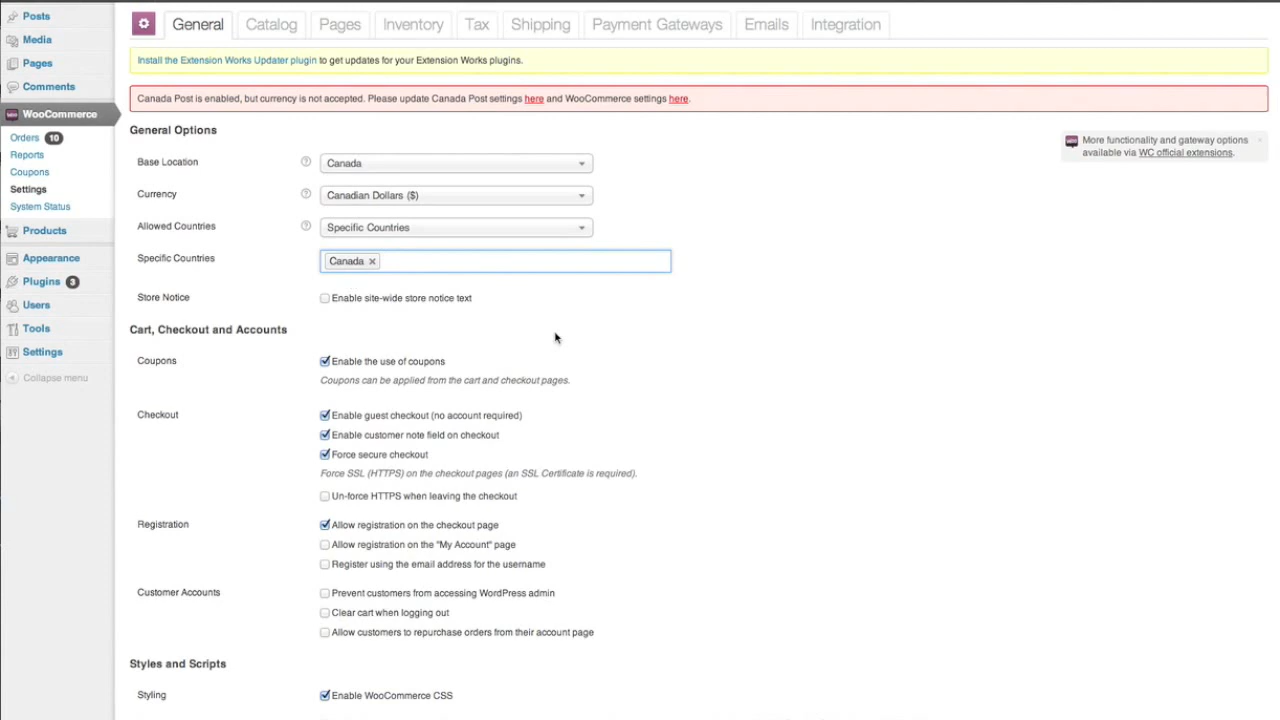 Posts
Media
Pages
Comments
WooCommerce
Orders 10
Reports
Coupons
Settings
System Status
Products
Appearance
Plugins 3
Users
Tools
Settings
Collapse menu
General Catalog Pages Inventory Tax Shipping Payment Gateways Emails Integration
Install the Extension Works Updater plugin to get updates for your Extension Works plugins.
Canada Post is enabled, but currency is not accepted. Please update Canada Post settings here and WooCommerce settings here.
General Options
More functionality and gateway options
available via WC official extensions.
Base Location Canada
Currency Canadian Dollars ($)
Allowed Countries Specific Countries
Specific Countries Canada ×
Store Notice Enable site-wide store notice text
Cart, Checkout and Accounts
Coupons Enable the use of coupons
Coupons can be applied from the cart and checkout pages.
Checkout Enable guest checkout (no account required)
Enable customer note field on checkout
Force secure checkout
Force SSL (HTTPS) on the checkout pages (an SSL Certificate is required).
Un-force HTTPS when leaving the checkout
Registration Allow registration on the checkout page
Allow registration on the "My Account" page
Register using the email address for the username
Customer Accounts Prevent customers from accessing WordPress admin
Clear cart when logging out
Allow customers to repurchase orders from their account page
Styles and Scripts
Styling Enable WooCommerce CSS